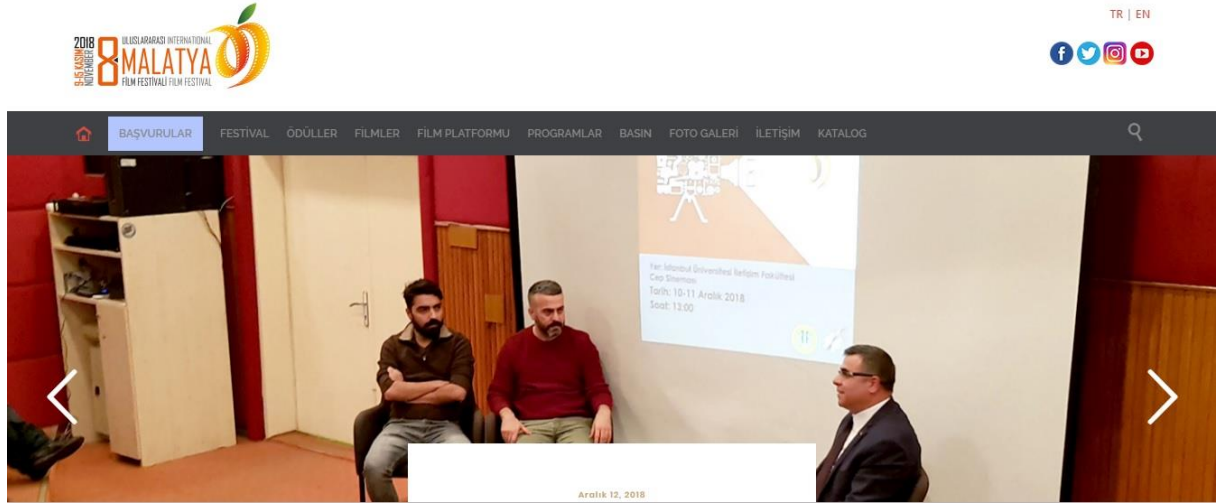 TR | EN
2018
9-15 KASIM
NOVEMBER
8
ULUSLARARASI INTERNATIONAL
MALATYA
FİLM FESTİVALİ FILM FESTIVAL
BAŞVURULAR FESTİVAL ÖDÜLLER FİLMLER FİLM PLATFORMU PROGRAMLAR BASIN FOTO GALERİ İLETİŞİM KATALOG
Yer: İstanbul Üniversitesi İletişim Fakültesi
Cep Sineması
Tarih: 10-11 Aralık 2018
Saat: 13:00
Aralık 12, 2018